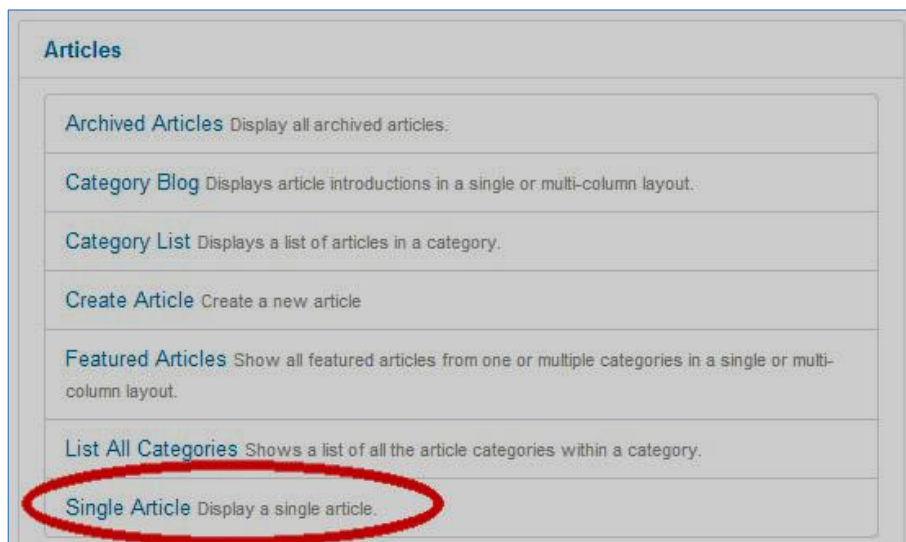 Articles
Archived Articles Display all archived articles.
Category Blog Displays article introductions in a single or multi-column layout.
Category List Displays a list of articles in a category.
Create Article Create a new article
Featured Articles Show all featured articles from one or multiple categories in a single or multi-
column layout.
List All Categories Shows a list of all the article categories within a category.
Single Article Display a single article.